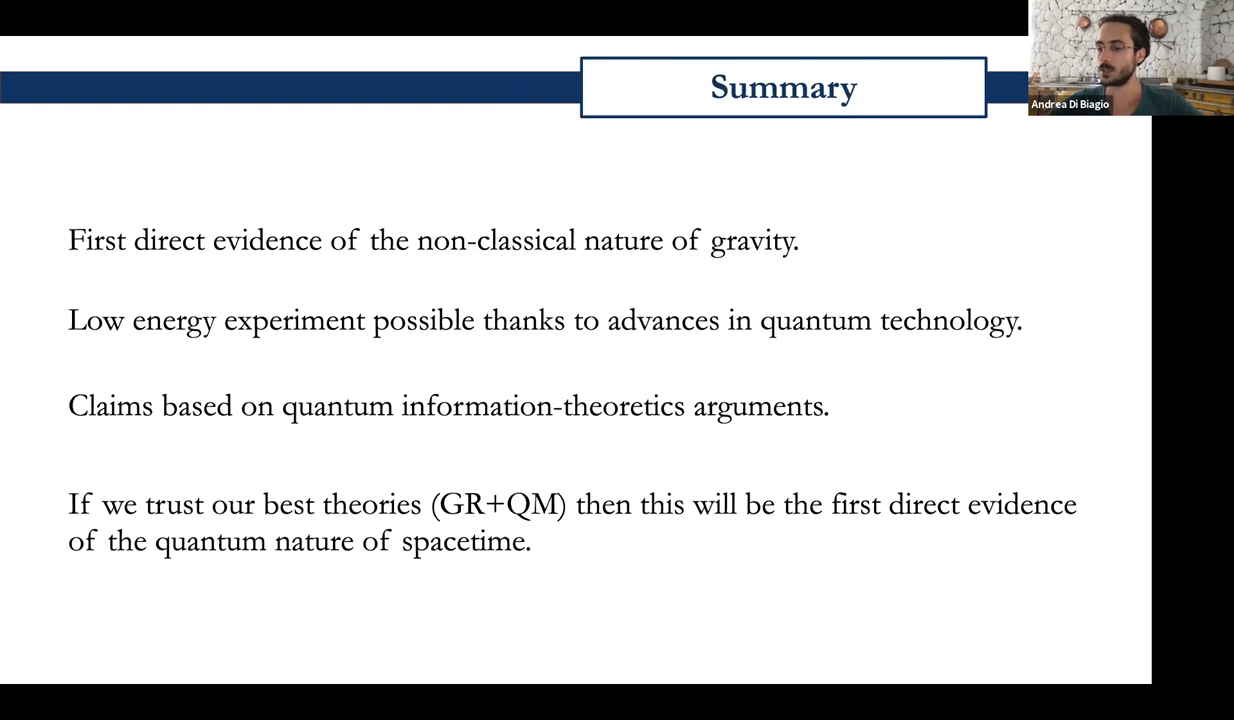 Summary
Andrea Di Biagio
First direct evidence of the non-classical nature of gravity.
Low energy experiment possible thanks to advances in quantum technology.
Claims based on quantum information-theoretics arguments.
If we trust our best theories (GR+QM) then this will be the first direct evidence
of the quantum nature of spacetime.